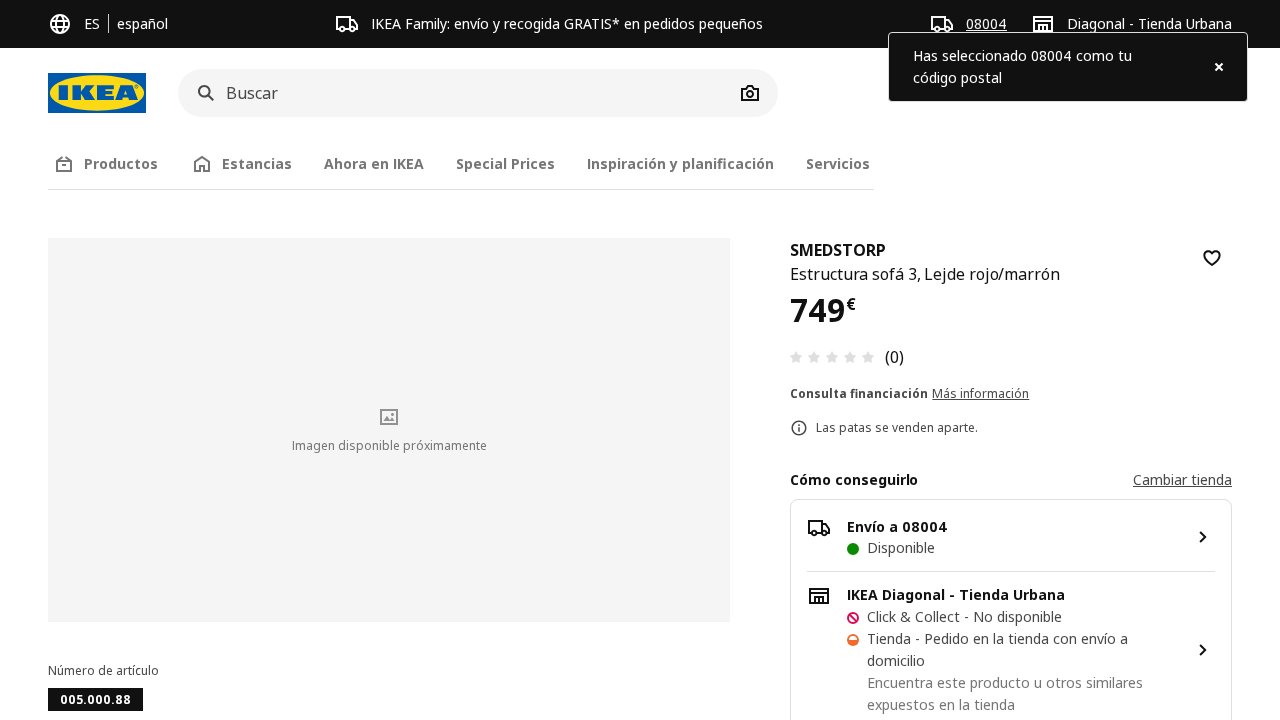 ES | español
IKEA Family: envío y recogida GRATIS* en pedidos pequeños
08004
Diagonal - Tienda Urbana
Has seleccionado 08004 como tu
código postal
IKEA
Buscar
Productos
Estancias
Ahora en IKEA
Special Prices
Inspiración y planificación
Servicios
Imagen disponible próximamente
Número de artículo
005.000.88
SMEDSTORP
Estructura sofá 3, Lejde rojo/marrón
749€
(0)
Consulta financiación Más información
Las patas se venden aparte.
Cómo conseguirlo
Cambiar tienda
Envío a 08004
Disponible
IKEA Diagonal - Tienda Urbana
Click & Collect - No disponible
Tienda - Pedido en la tienda con envío a
domicilio
Encuentra este producto u otros similares
expuestos en la tienda